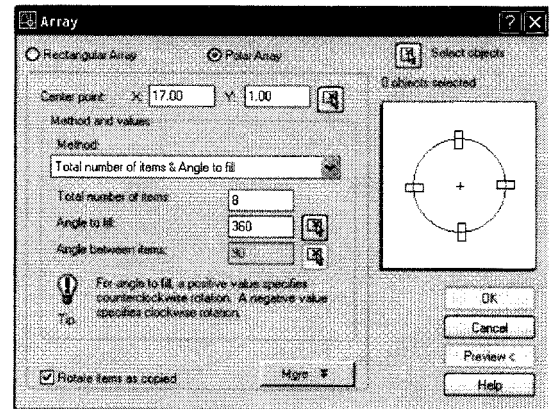 Array
Rectangular Array Polar Array Select objects
0 objects selected
Center point: X: 17.00 Y: 1.00
Method and values
Method:
Total number of items & Angle to fill
Total number of items: 8
Angle to fill: 360
Angle between items: 90
For angle to fill, a positive value specifies
counterclockwise rotation. A negative value
specifies clockwise rotation.
Tip
OK
Cancel
Preview <
Rotate items as copied More
Help